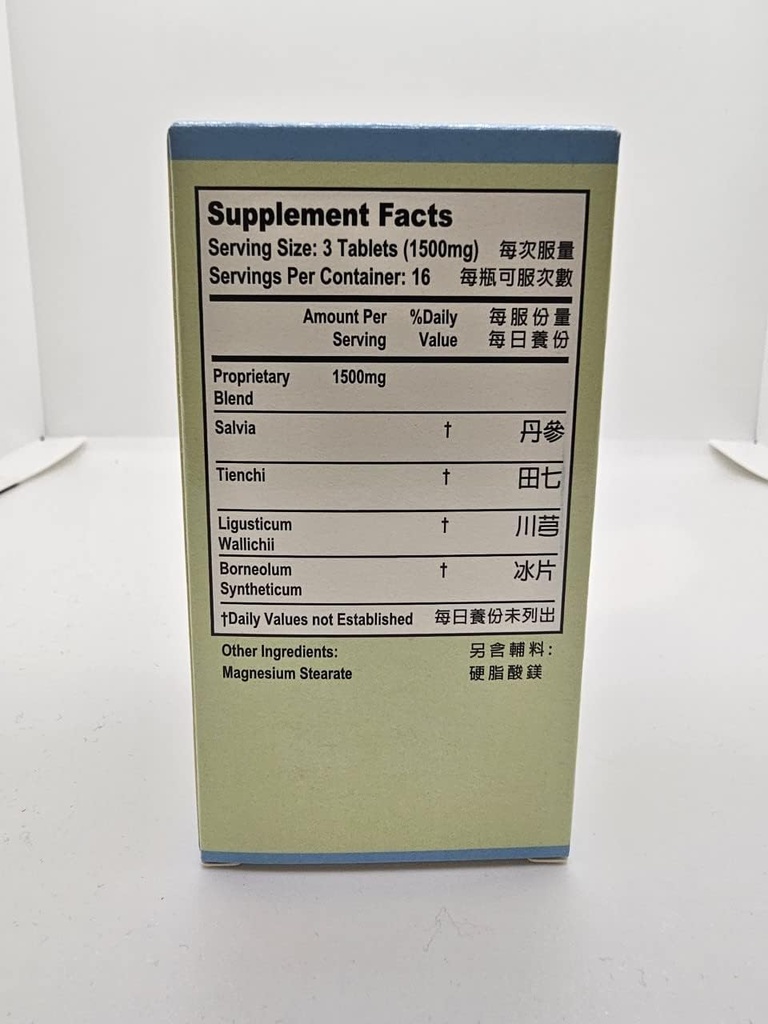 Supplement Facts
Serving Size: 3 Tablets (1500mg) 每次服量
Servings Per Container: 16 每瓶可服次數
Amount Per %Daily 每服份量
Serving Value 每日養份
Proprietary 1500mg
Blend
Salvia † 丹參
Tienchi † 田七
Ligusticum † 川芎
Wallichii
Borneolum † 冰片
Syntheticum
†Daily Values not Established 每日養份未列出
Other Ingredients: 另含輔料:
Magnesium Stearate 硬脂酸鎂